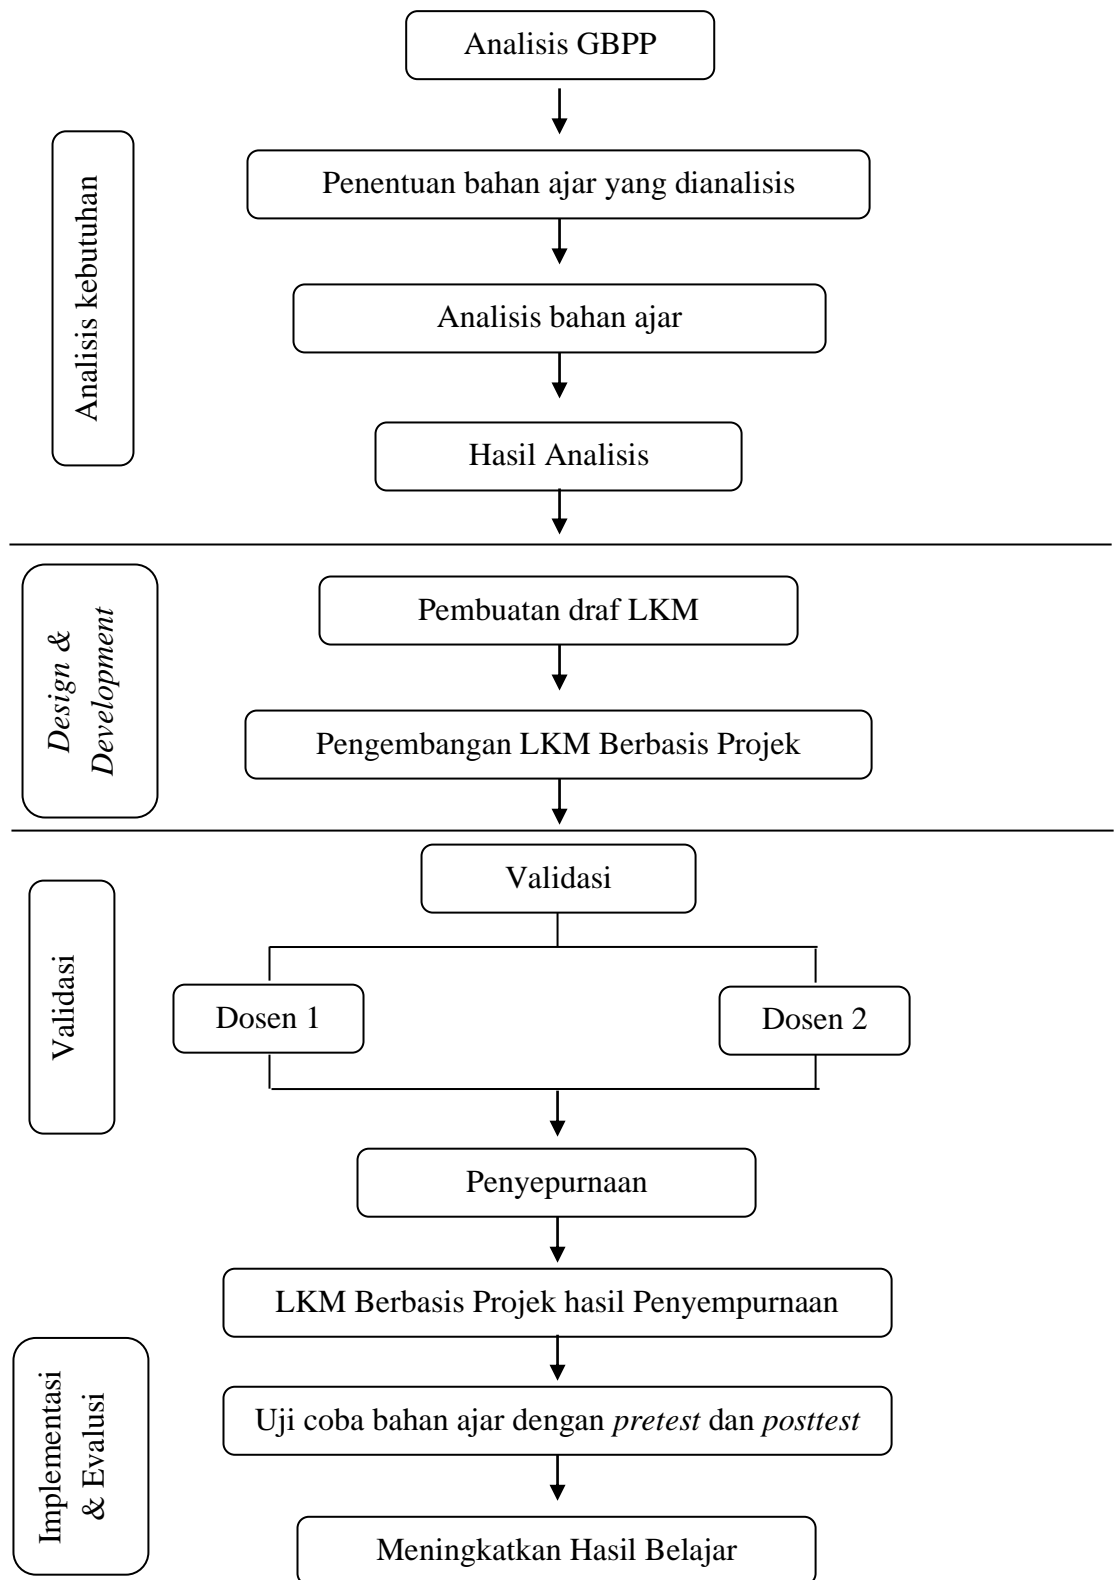 Analisis GBPP
Analisis kebutuhan
Penentuan bahan ajar yang dianalisis
Analisis bahan ajar
Hasil Analisis
Design &
Development
Pembuatan draf LKM
Pengembangan LKM Berbasis Projek
Validasi
Validasi
Dosen 1
Dosen 2
Penyepurnaan
LKM Berbasis Projek hasil Penyempurnaan
Implementasi
& Evalusi
Uji coba bahan ajar dengan pretest dan posttest
Meningkatkan Hasil Belajar